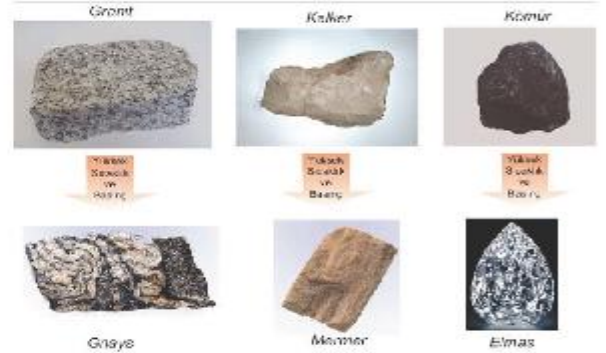 Granit Kalker Kömür
Yüksek
Sıcaklık
ve
Basınç
Yüksek
Sıcaklık
ve
Basınç
Yüksek
Sıcaklık
ve
Basınç
Gnays Mermer Elmas